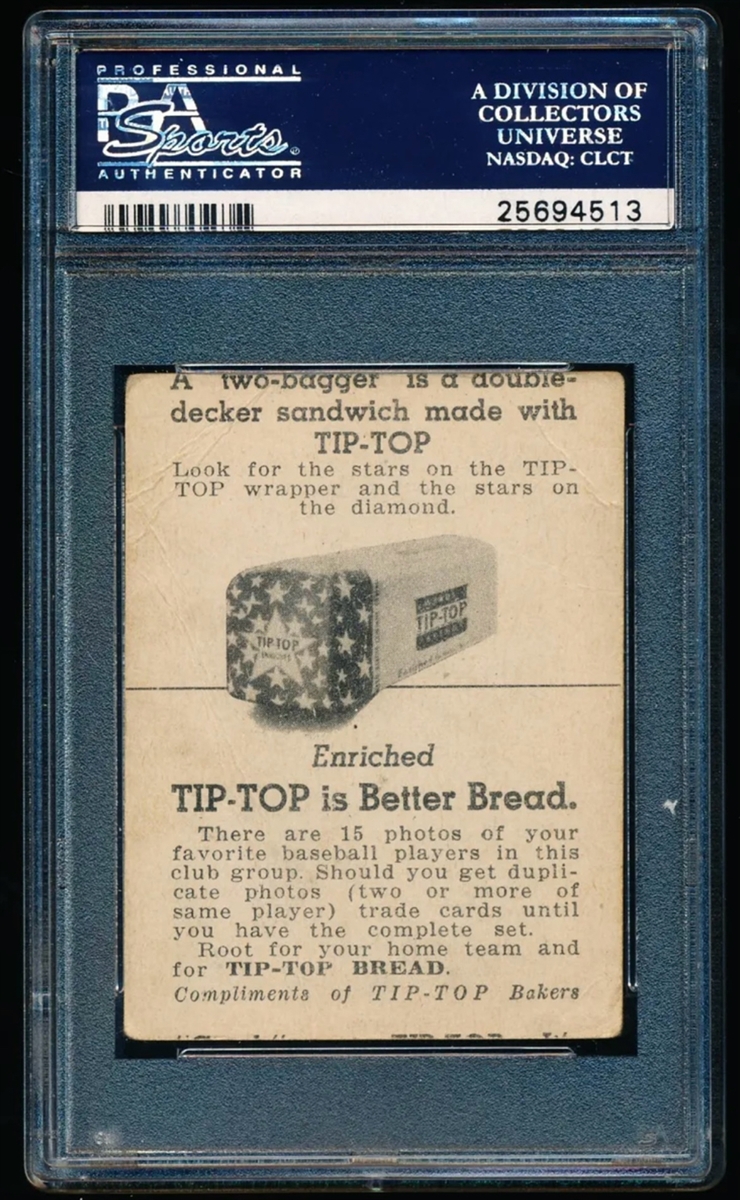 PROFESSIONAL
PSA
Sports
AUTHENTICATOR
A DIVISION OF
COLLECTORS
UNIVERSE
NASDAQ: CLCT
25694513
A two-bagger is a double-
decker sandwich made with
TIP-TOP
Look for the stars on the TIP-
TOP wrapper and the stars on
the diamond.
TIP-TOP
TIP-TOP
Enriched
TIP-TOP is Better Bread.
There are 15 photos of your
favorite baseball players in this
club group. Should you get dupli-
cate photos (two or more of
same player) trade cards until
you have the complete set.
Root for your home team and
for TIP-TOP BREAD.
Compliments of TIP-TOP Bakers